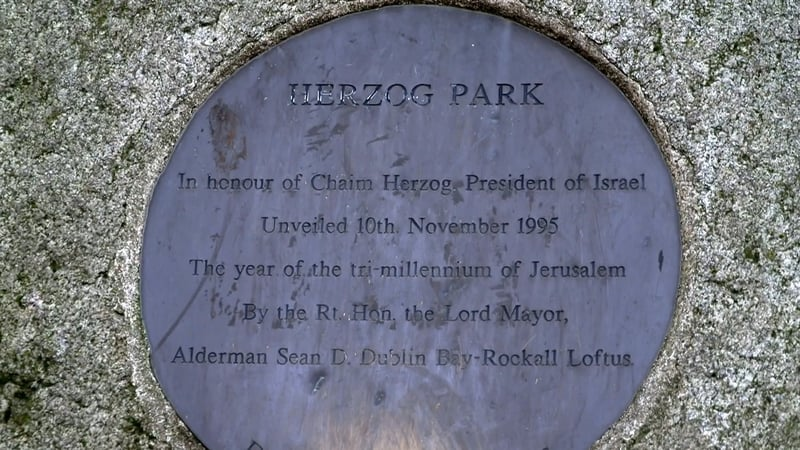 HERZOG PARK
In honour of Chaim Herzog, President of Israel
Unveiled 10th. November 1995
The year of the tri-millennium of Jerusalem
By the Rt. Hon. the Lord Mayor,
Alderman Sean D. Dublin Bay-Rockall Loftus.